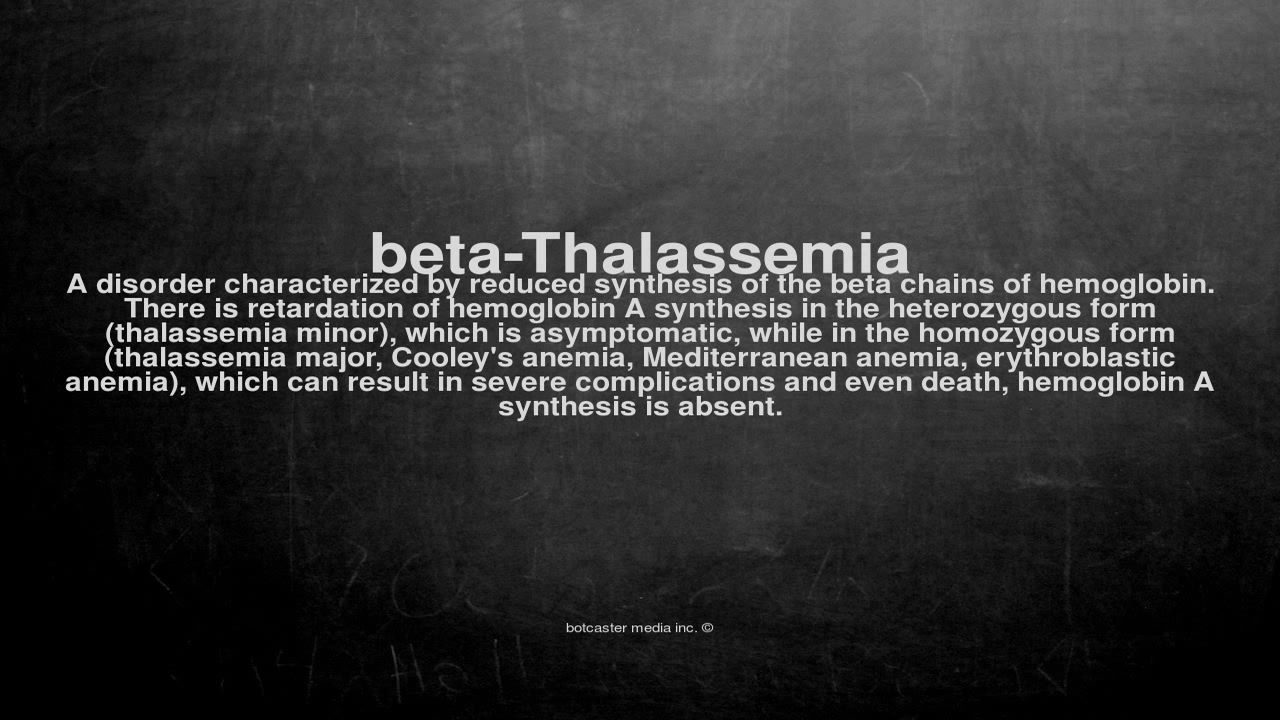 beta-Thalassemia
A disorder characterized by reduced synthesis of the beta chains of hemoglobin.
There is retardation of hemoglobin A synthesis in the heterozygous form
(thalassemia minor), which is asymptomatic, while in the homozygous form
(thalassemia major, Cooley's anemia, Mediterranean anemia, erythroblastic
anemia), which can result in severe complications and even death, hemoglobin A
synthesis is absent.
botcaster media inc. ©